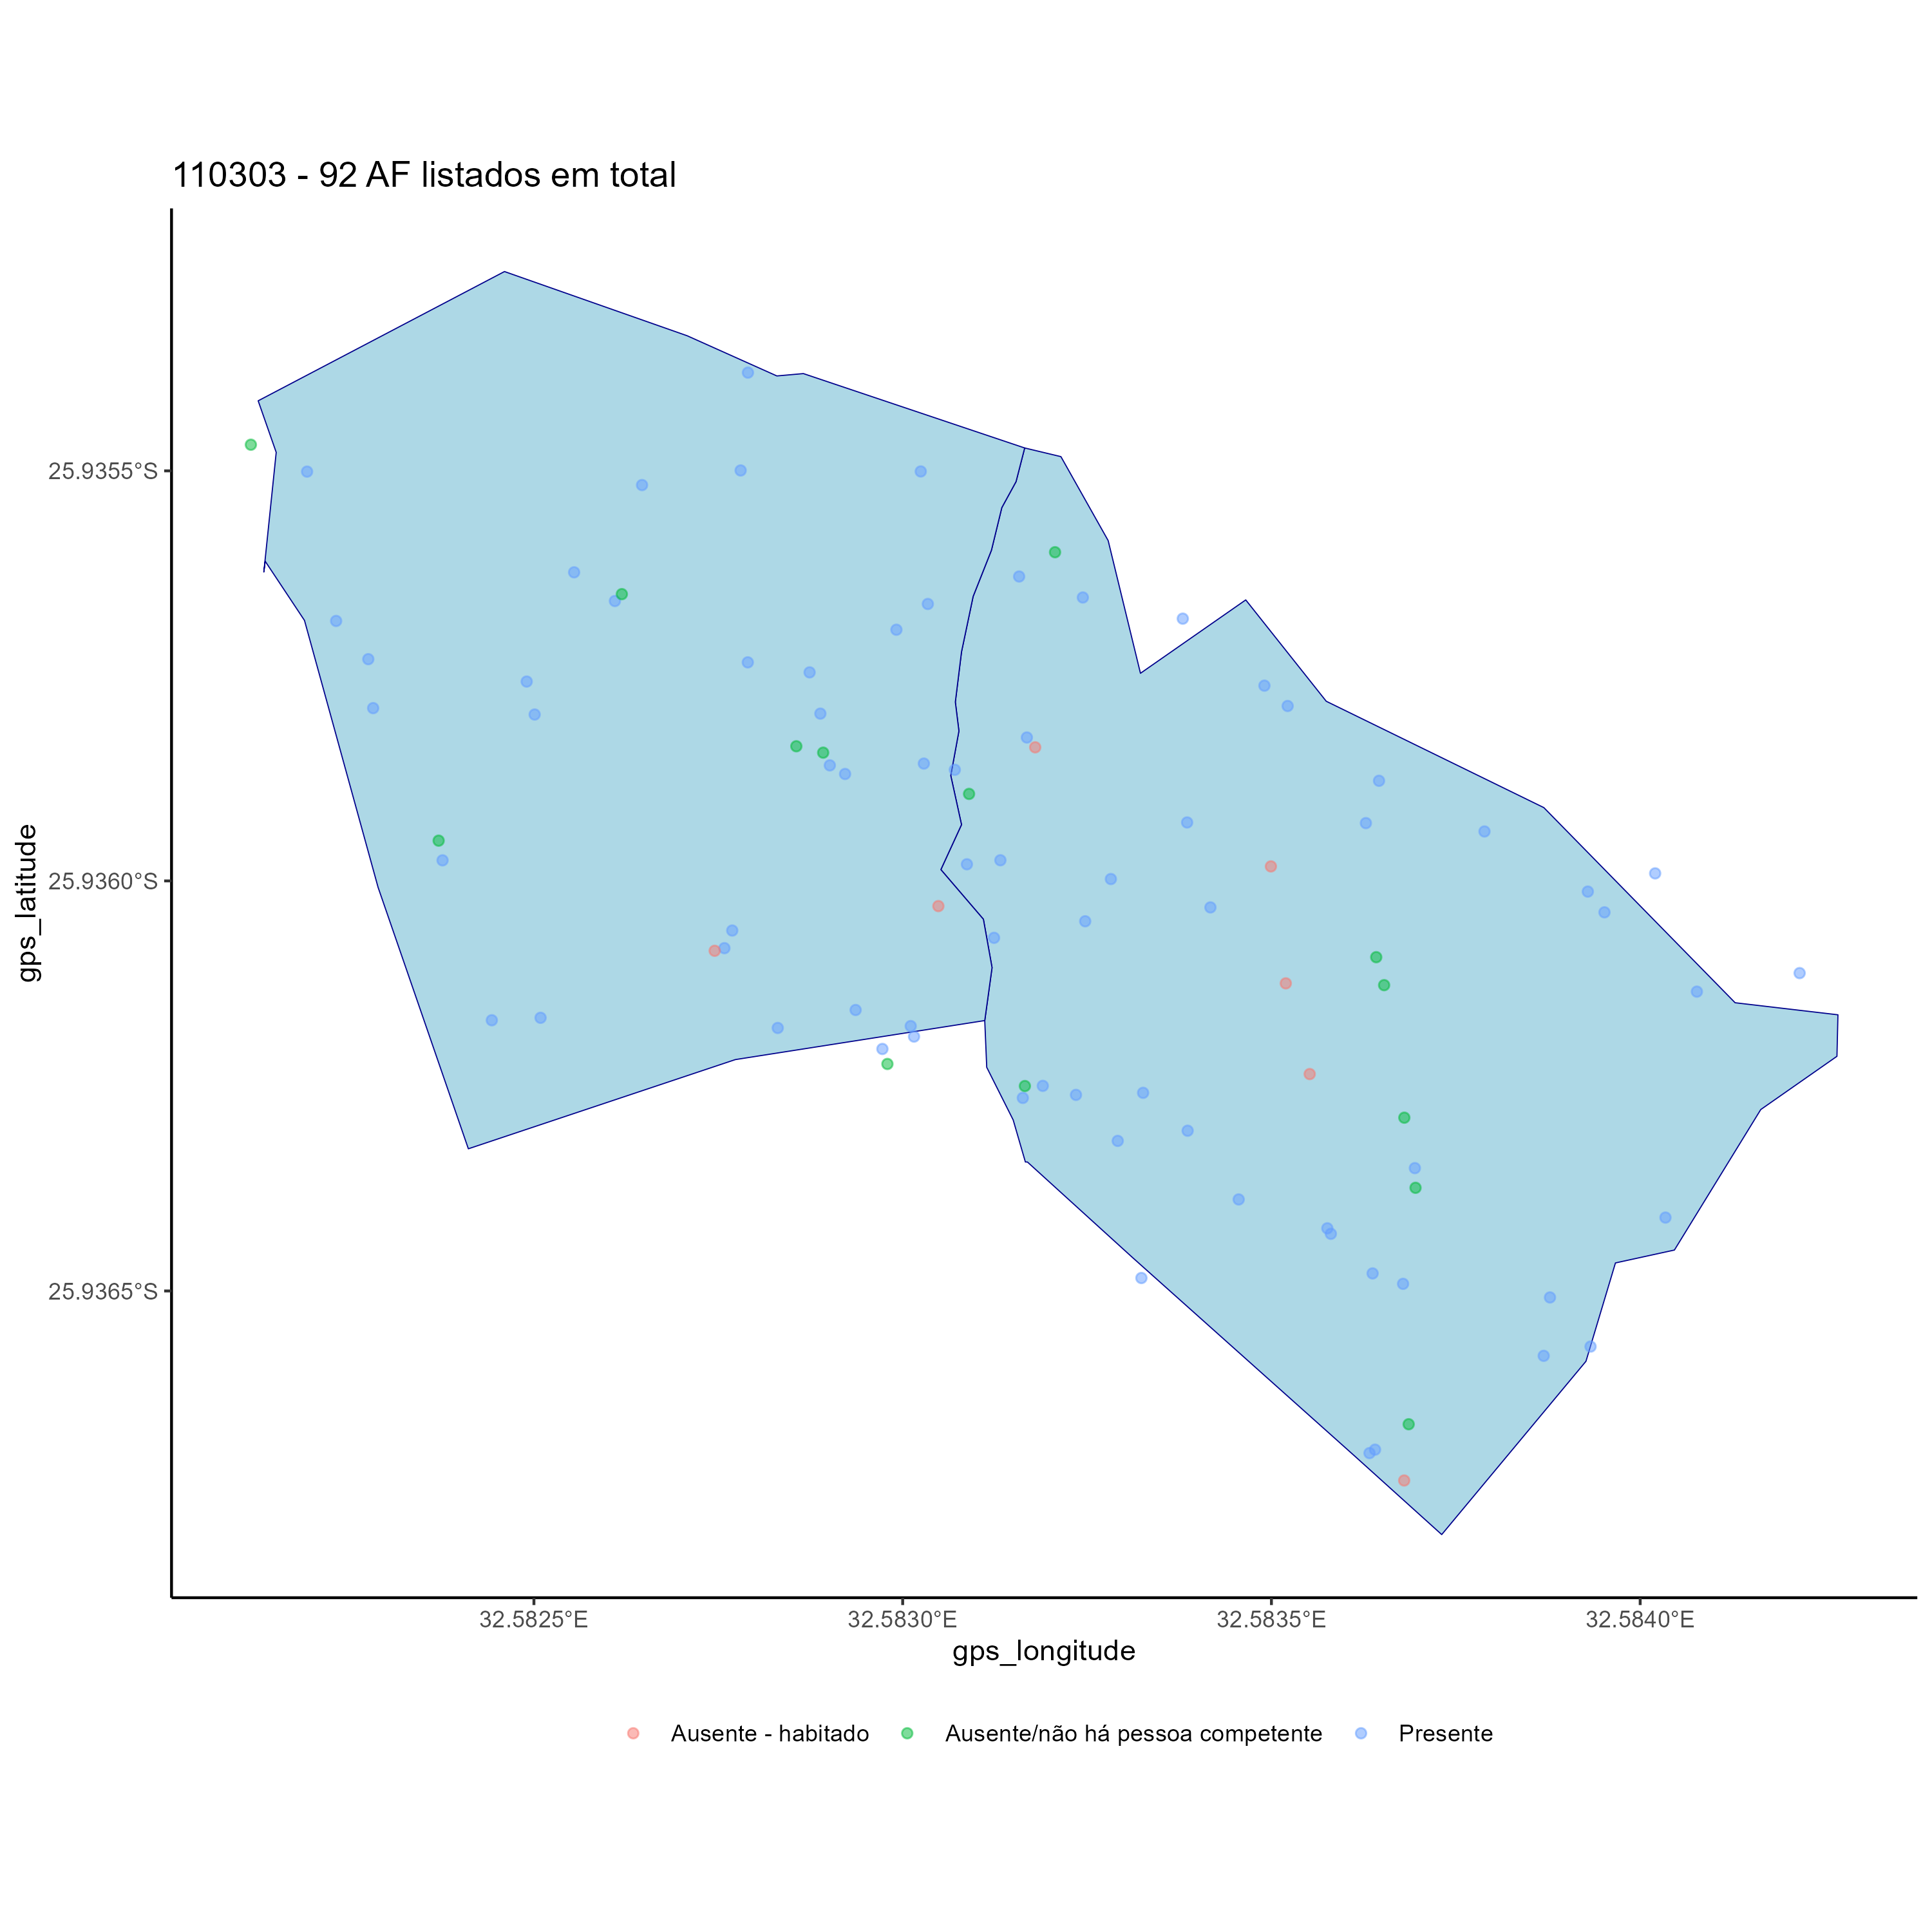 110303 - 92 AF listados em total
gps_latitude
25.9355°S
25.9360°S
25.9365°S
32.5825°E 32.5830°E 32.5835°E 32.5840°E
gps_longitude
Ausente - habitado Ausente/não há pessoa competente Presente